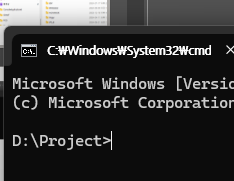 C:₩Windows₩System32₩cmd
Microsoft Windows [Versio
(c) Microsoft Corporation
D:₩Project>